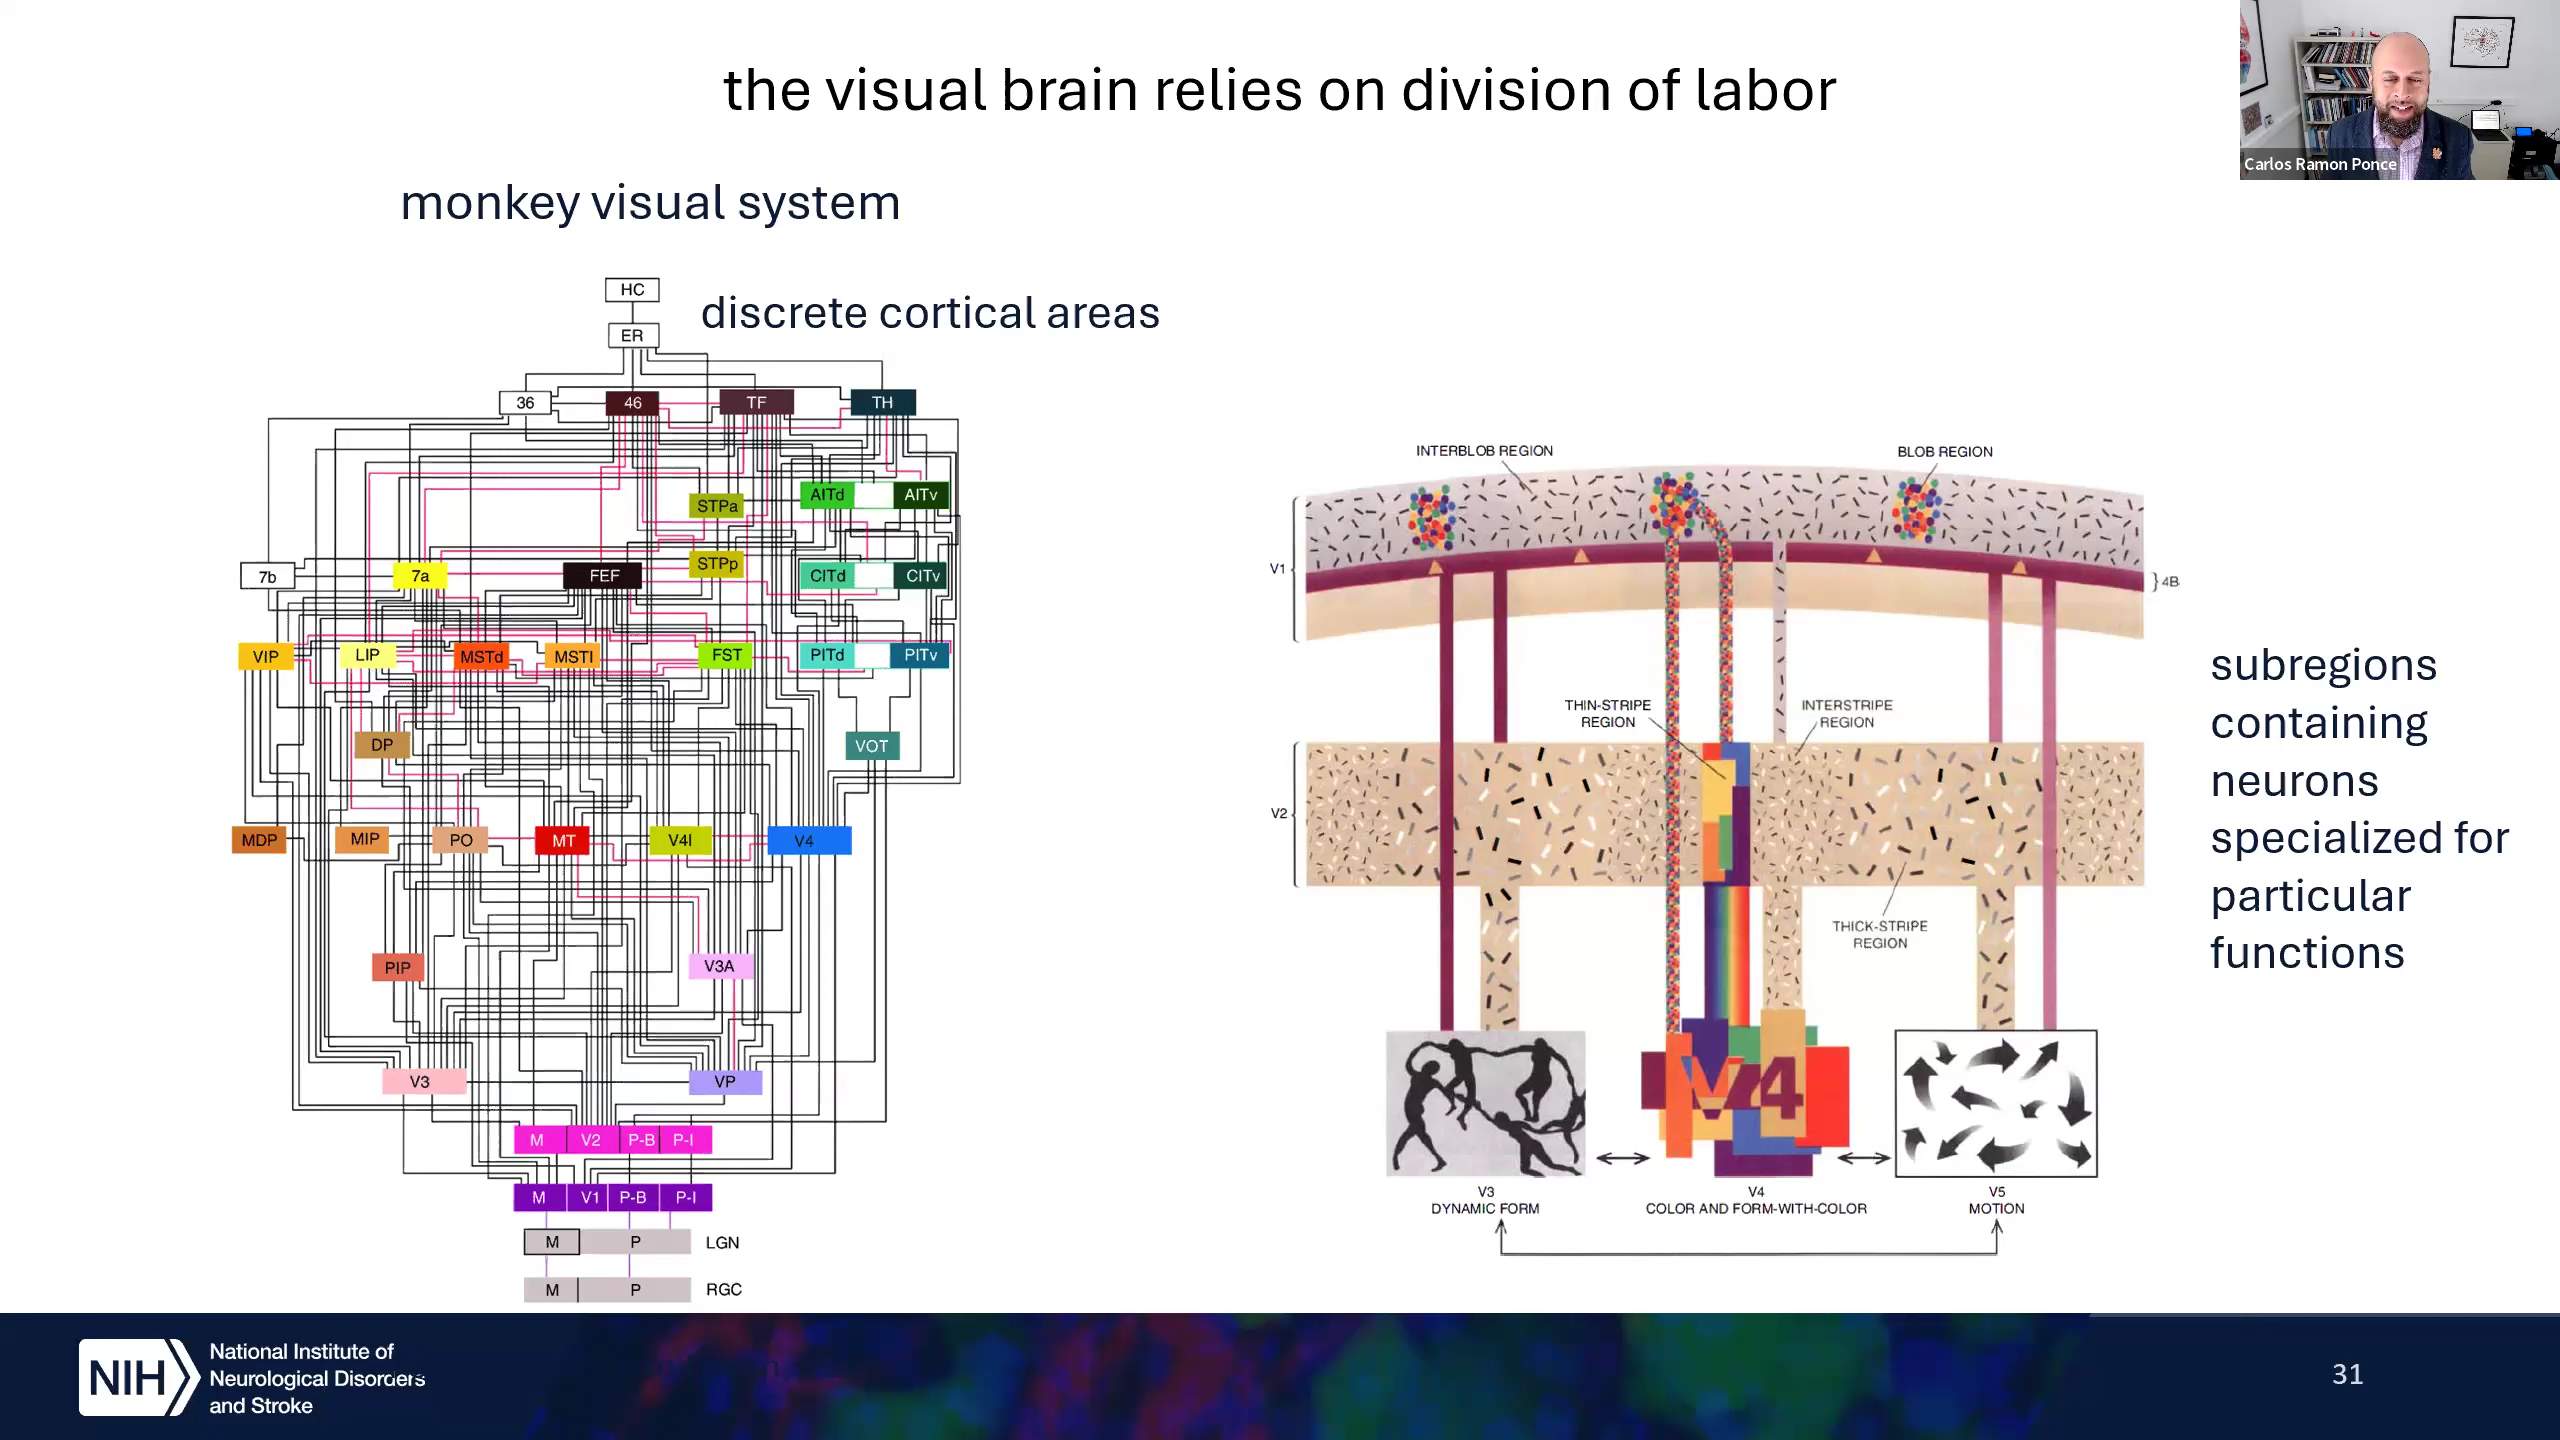 the visual brain relies on division of labor
Carlos Ramon Ponce
monkey visual system
discrete cortical areas
HC
ER
36
46
TF
TH
STPa
AITd
AITv
7b
7a
FEF
STPp
CITd
CITv
VIP
LIP
MSTd
MSTl
FST
PITd
PITv
DP
VOT
MDP
MIP
PO
MT
V4l
V4
PIP
V3A
V3
VP
M V2 P-B P-I
M V1 P-B P-I
M P LGN
M P RGC
INTERBLOB REGION
BLOB REGION
V1
4B
THIN-STRIPE
REGION
INTERSTRIPE
REGION
V2
THICK-STRIPE
REGION
V4
V3
DYNAMIC FORM
V4
COLOR AND FORM-WITH-COLOR
V5
MOTION
subregions
containing
neurons
specialized for
particular
functions
NIH
National Institute of
Neurological Disorders
and Stroke
31